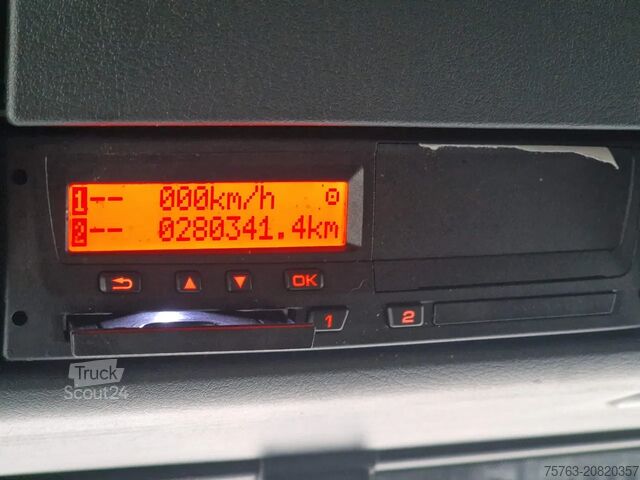 1 -- 000km/h
2 -- 0280341.4km
OK
1
2
Truck
Scout24
75763-20820357